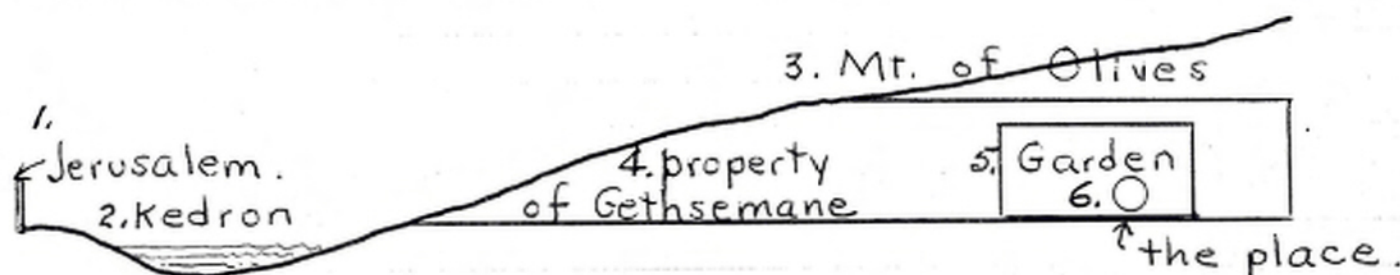 1.
Jerusalem.
2. Kedron
3. Mt. of Olives
4. property
of Gethsemane
5. Garden
6.
the place.